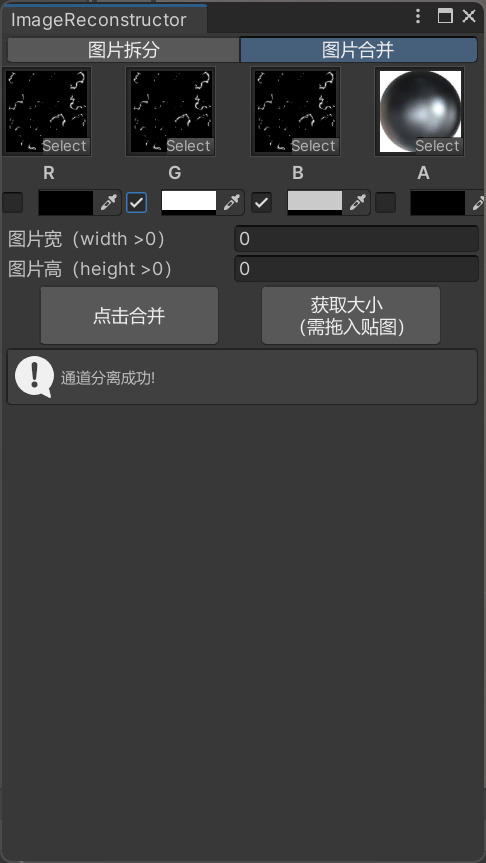 ImageReconstructor
图片拆分 图片合并
Select Select Select Select
R G B A
图片宽（width >0） 0
图片高（height >0） 0
点击合并 获取大小
（需拖入贴图）
通道分离成功!